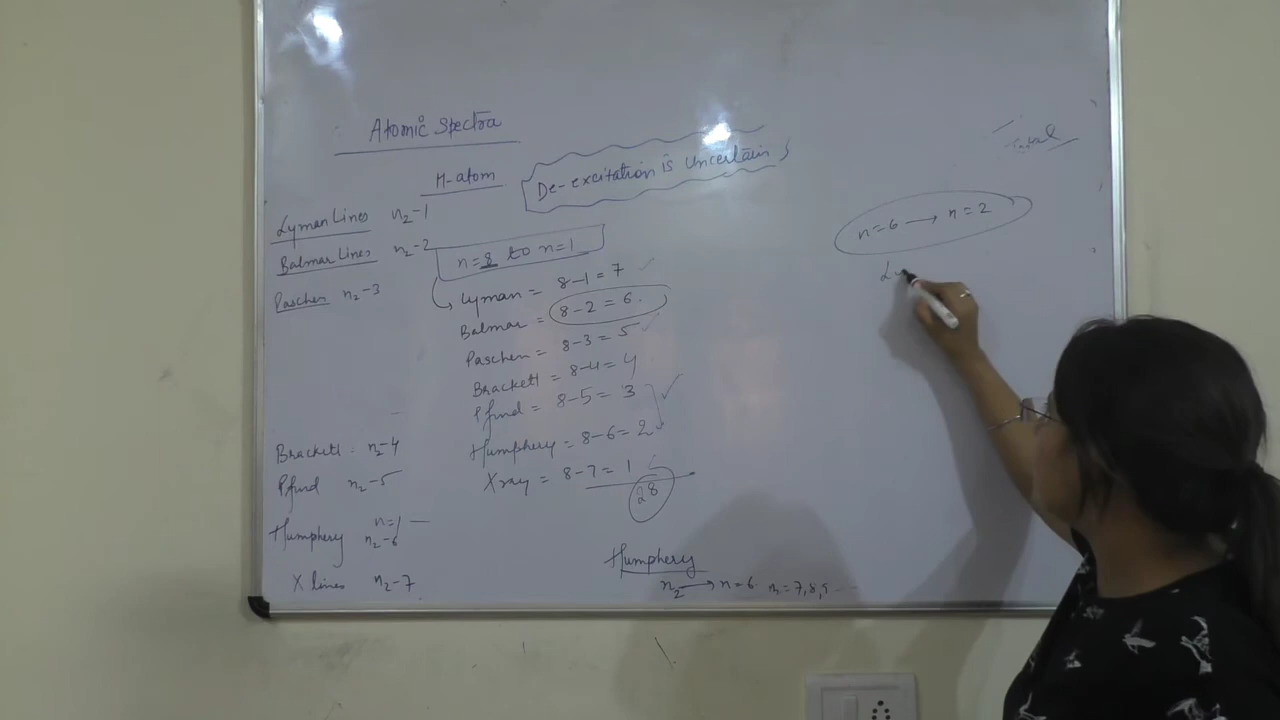 Atomic Spectra
H-atom
De-excitation is Uncertain
Lyman Lines n₂-1
Balmar Lines n₂-2
Paschen n₂-3
n=8 to n=1
Lyman = 8-1 = 7
Balmar = 8-2 = 6
Paschen = 8-3 = 5
Brackett = 8-4 = 4
Pfund = 8-5 = 3
Humphery = 8-6 = 2
X ray = 8-7 = 1
28
Brackett : n₂-4
Pfund n₂-5
n=1
Humphery n₂-6
X lines n₂-7
Humphery
n₂ → n=6 n=7,8,9
n=6 → n=2